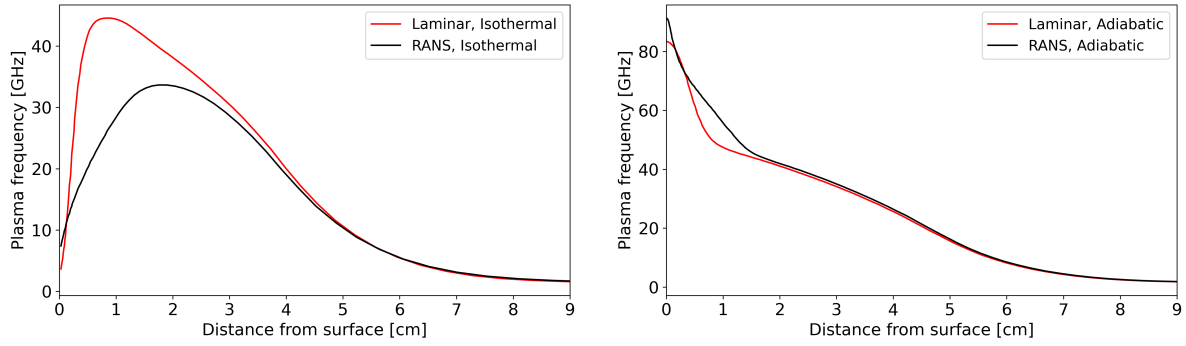 Plasma frequency [GHz]
40
30
20
10
0
0 1 2 3 4 5 6 7 8 9
Distance from surface [cm]
Laminar, Isothermal
RANS, Isothermal
Plasma frequency [GHz]
80
60
40
20
0
0 1 2 3 4 5 6 7 8 9
Distance from surface [cm]
Laminar, Adiabatic
RANS, Adiabatic